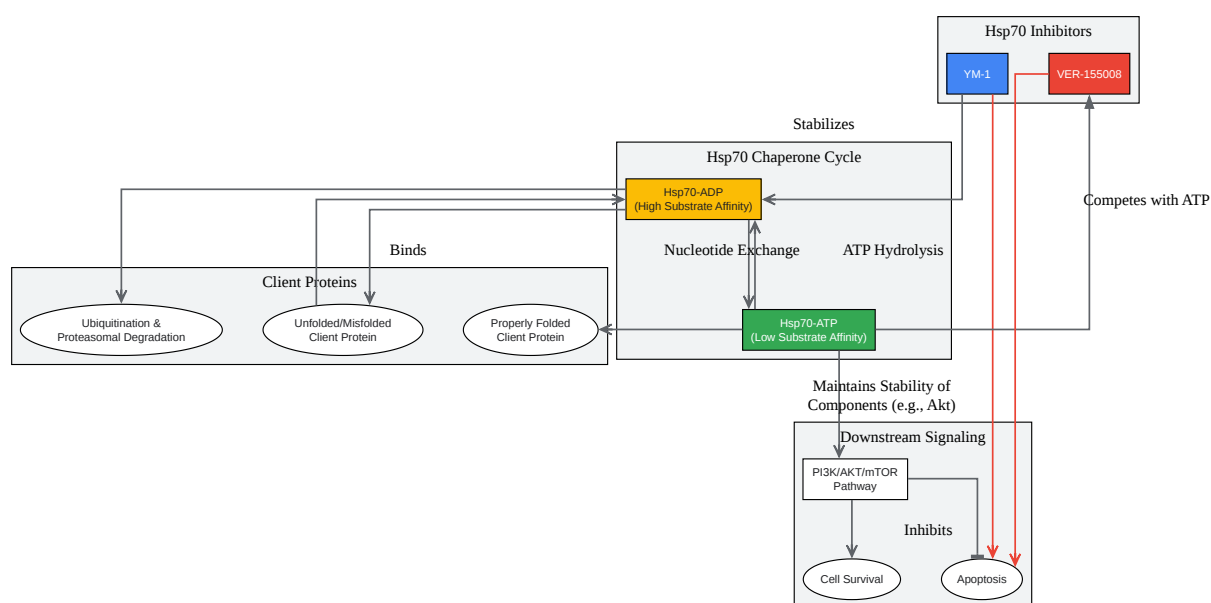 Hsp70 Inhibitors
YM-1
VER-155008
Stabilizes
Hsp70 Chaperone Cycle
Hsp70-ADP
(High Substrate Affinity)
Competes with ATP
Binds
Nucleotide Exchange
ATP Hydrolysis
Client Proteins
Ubiquitination &
Proteasomal Degradation
Unfolded/Misfolded
Client Protein
Properly Folded
Client Protein
Hsp70-ATP
(Low Substrate Affinity)
Maintains Stability of
Components (e.g., Akt)
Downstream Signaling
PI3K/AKT/mTOR
Pathway
Inhibits
Cell Survival
Apoptosis